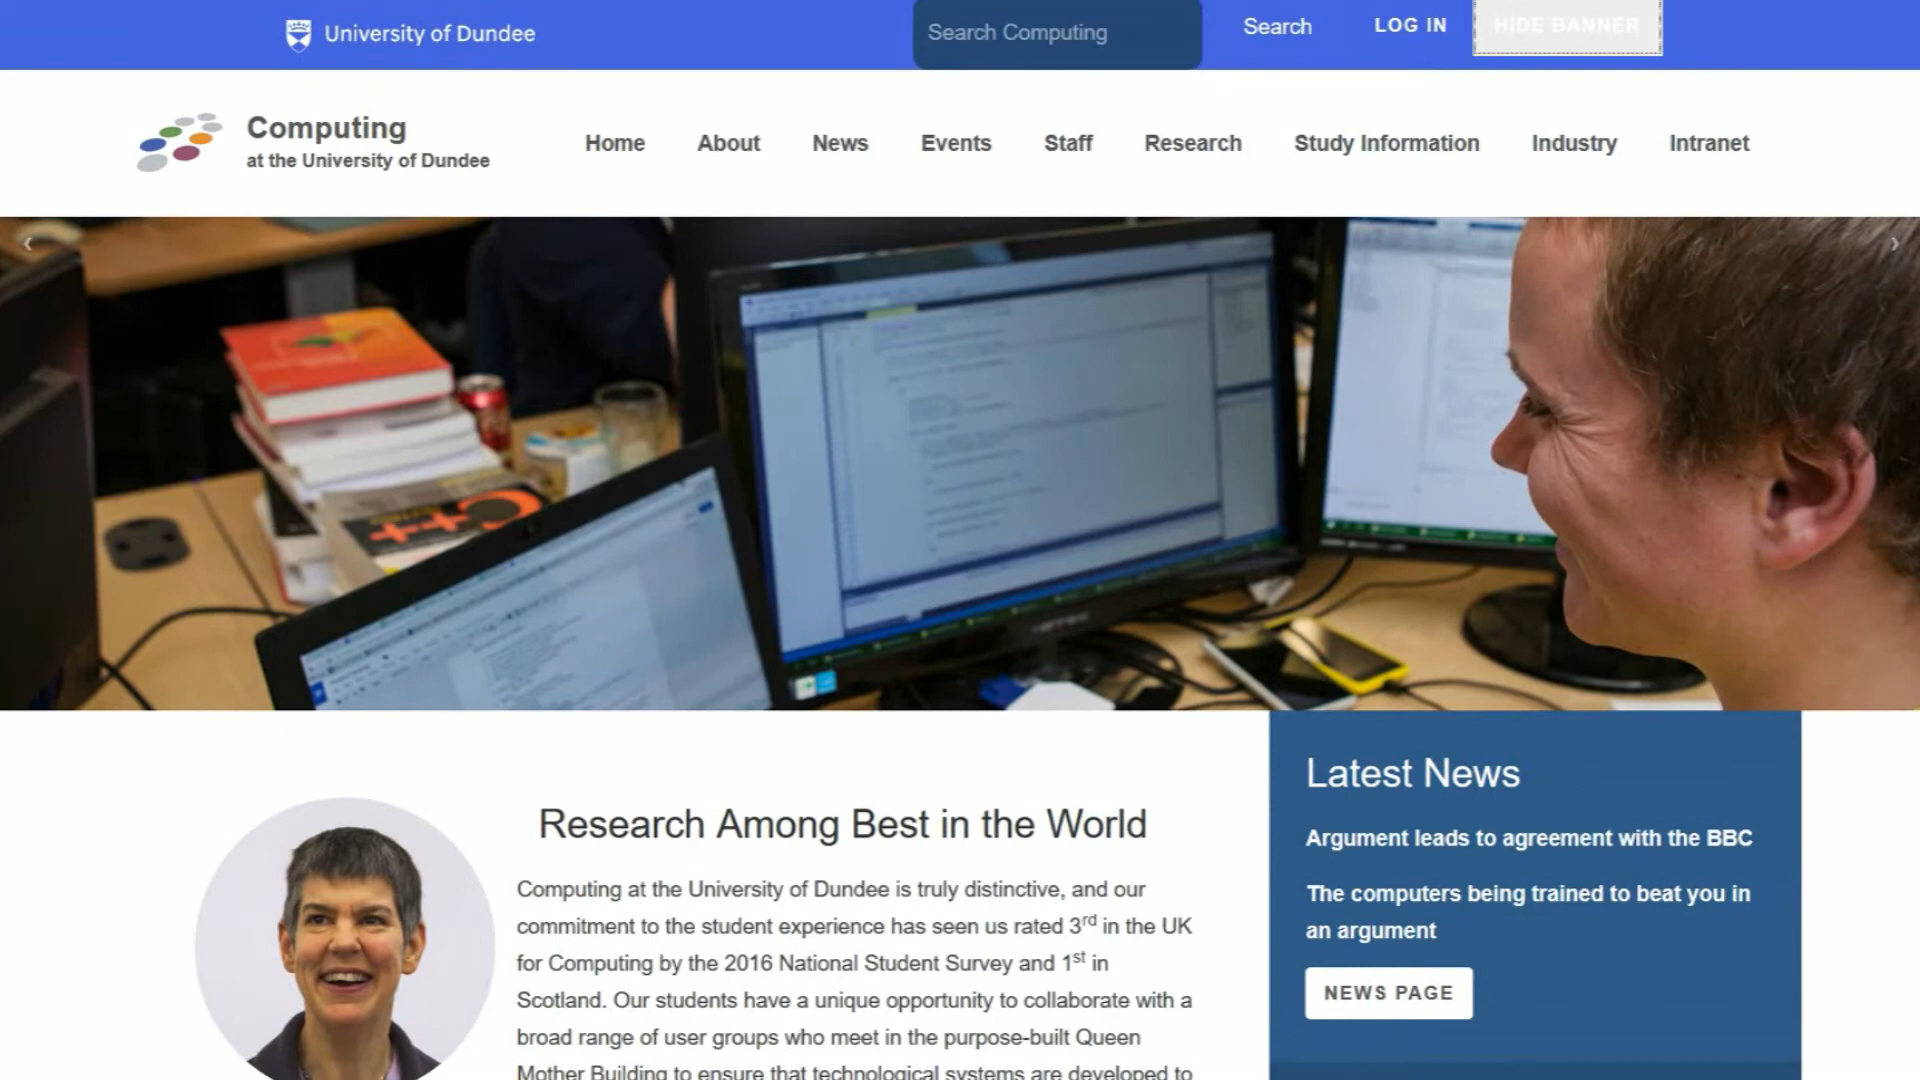 University of Dundee
Search Computing
Search
LOG IN
HIDE BANNER
Computing
at the University of Dundee
Home
About
News
Events
Staff
Research
Study Information
Industry
Intranet
C++
Research Among Best in the World
Computing at the University of Dundee is truly distinctive, and our
commitment to the student experience has seen us rated 3rd in the UK
for Computing by the 2016 National Student Survey and 1st in
Scotland. Our students have a unique opportunity to collaborate with a
broad range of user groups who meet in the purpose-built Queen
Mother Building to ensure that technological systems are developed to
Latest News
Argument leads to agreement with the BBC
The computers being trained to beat you in
an argument
NEWS PAGE